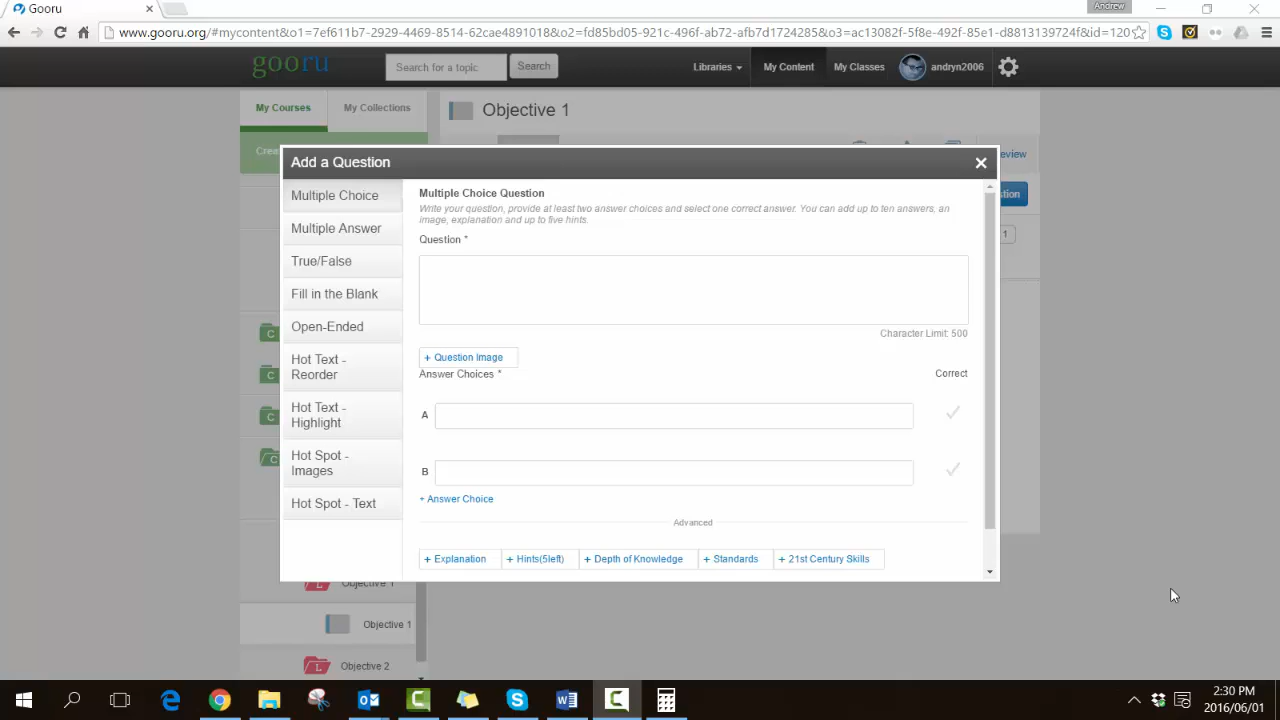 Gooru
Andrew
www.gooru.org/#mycontent&o1=7ef611b7-2929-4469-85f1-e52ca4891018&o2=fd85bd05-921c-496f-ab72-afb7d1724285&o3=ac13082f-5f8e-492f-85e1-d8813139724f&id=120
gooru
Search for a topic
Search
Libraries
My Content
My Classes
andryn2006
My Courses
My Collections
Objective 1
Add a Question
Multiple Choice
Multiple Answer
True/False
Fill in the Blank
Open-Ended
Hot Text -
Reorder
Hot Text -
Highlight
Hot Spot -
Images
Hot Spot - Text
Multiple Choice Question
Write your question, provide at least two answer choices and select one correct answer. You can add up to ten answers, an
image, explanation and up to five hints.
Question *
Character Limit: 500
+ Question Image
Answer Choices *
Correct
A
B
+ Answer Choice
Advanced
+ Explanation
+ Hints(5left)
+ Depth of Knowledge
+ Standards
+ 21st Century Skills
1
C
C
C
C
L
Objective 1
Objective 1
L
Objective 2
2:30 PM
2016/06/01